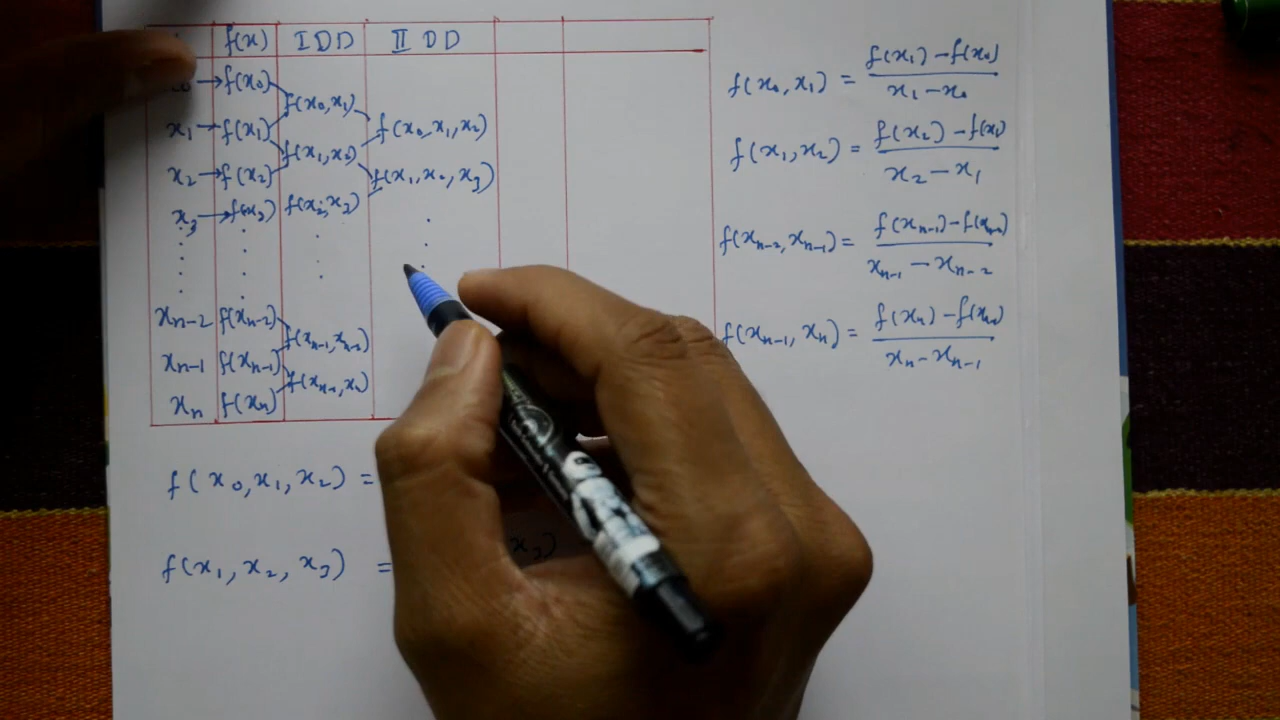 f(x) I D D II D D
x₀ → f(x₀)
f(x₀,x₁)
x₁ → f(x₁)
f(x₀,x₁,x₂)
f(x₁,x₂)
x₂ → f(x₂)
f(x₁,x₂,x₃)
f(x₂,x₃)
x₃ →
xₙ₋₂ f(xₙ₋₂)
f(xₙ₋₁,xₙ₋₂)
xₙ₋₁ f(xₙ₋₁)
f(xₙ₋₁,xₙ)
xₙ f(xₙ)
f(x₀,x₁,x₂) =
f(x₁,x₂,x₃) =
x₃)
f(x₀,x₁) = f(x₁)-f(x₀)
x₁-x₀
f(x₁,x₂) = f(x₂)-f(x₁)
x₂-x₁
f(xₙ₋₂,xₙ₋₁) = f(xₙ₋₁)-f(xₙ₋₂)
xₙ₋₁-xₙ₋₂
f(xₙ₋₁,xₙ) = f(xₙ)-f(xₙ₋₁)
xₙ-xₙ₋₁